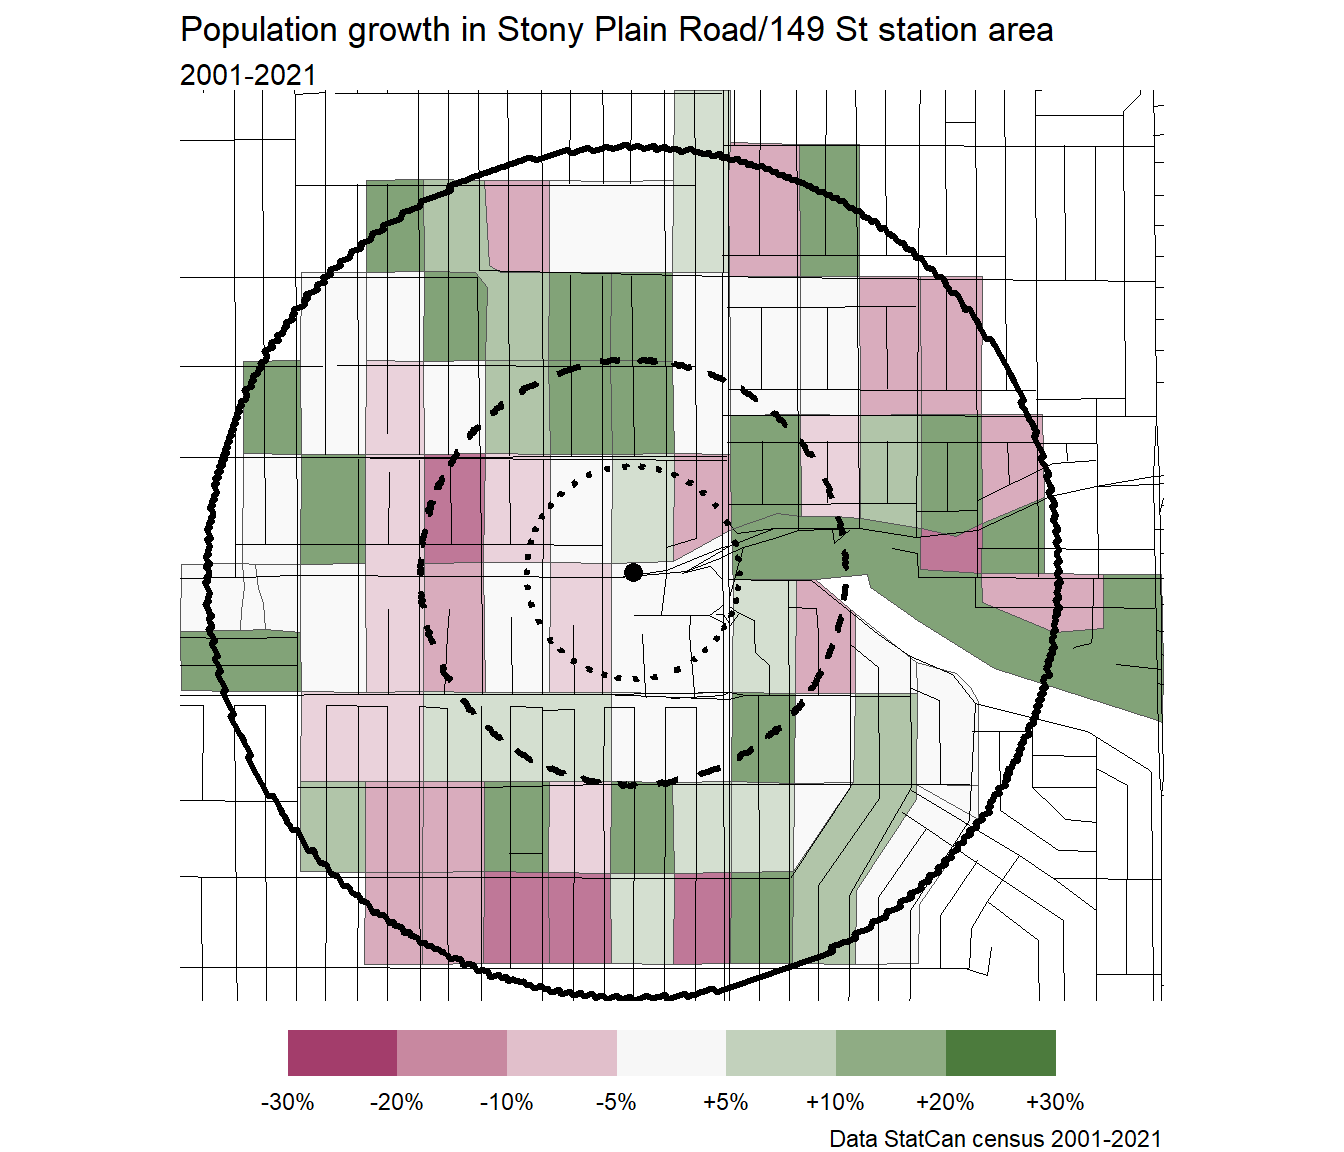 Population growth in Stony Plain Road/149 St station area
2001-2021
-30% -20% -10% -5% +5% +10% +20% +30%
Data StatCan census 2001-2021